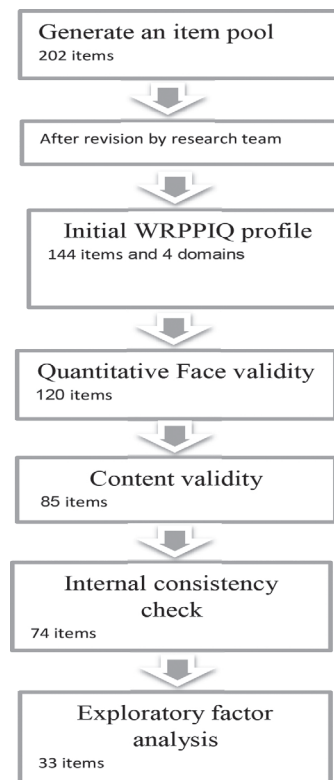 Generate an item pool
202 items
After revision by research team
Initial WRPPIQ profile
144 items and 4 domains
Quantitative Face validity
120 items
Content validity
85 items
Internal consistency
check
74 items
Exploratory factor
analysis
33 items